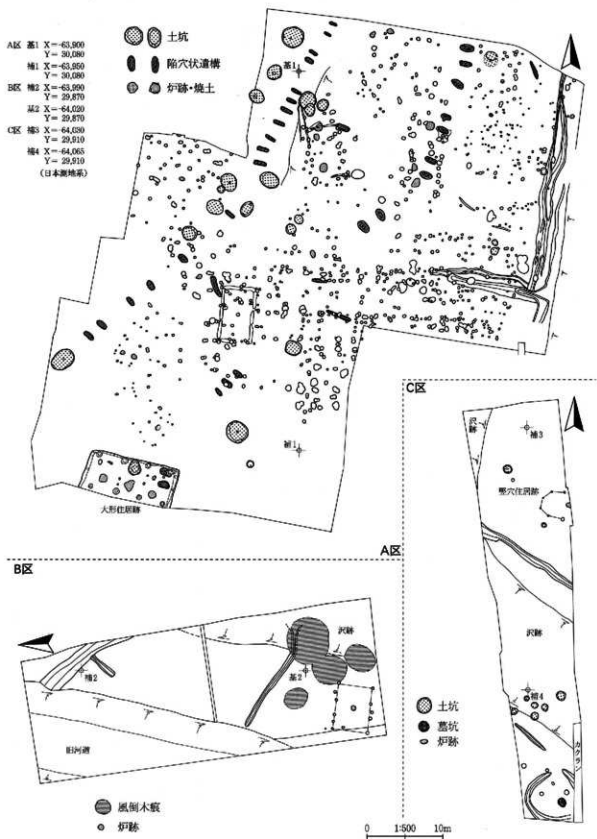 A区 基1 X=-63,900
Y= 30,080
補1 X=-63,950
Y= 30,080
B区 補2 X=-63,990
Y= 29,870
基2 X=-64,020
Y= 29,870
C区 補3 X=-64,030
Y= 29,910
補4 X=-64,065
Y= 29,910
(日本測地系)
土坑
陥穴状遺構
炉跡・焼土
基1
補1
大形住居跡
A区
B区
補2
沢跡
基2
旧河道
風倒木痕
炉跡
C区
沢跡
補3
竪穴住居跡
沢跡
補4
土坑
墓坑
炉跡
カクラン
0 1:500 10m